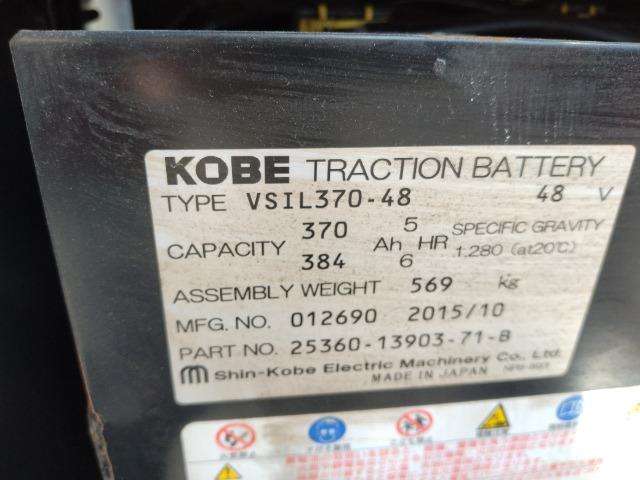 KOBE TRACTION BATTERY
TYPE VSIL370-48 48 V
CAPACITY 370 Ah 5 HR SPECIFIC GRAVITY
384 6 1.280 (at20℃)
ASSEMBLY WEIGHT 569 kg
MFG. NO. 012690 2015/10
PART NO. 25360-13903-71-B
Shin-Kobe Electric Machinery Co., Ltd.
MADE IN JAPAN